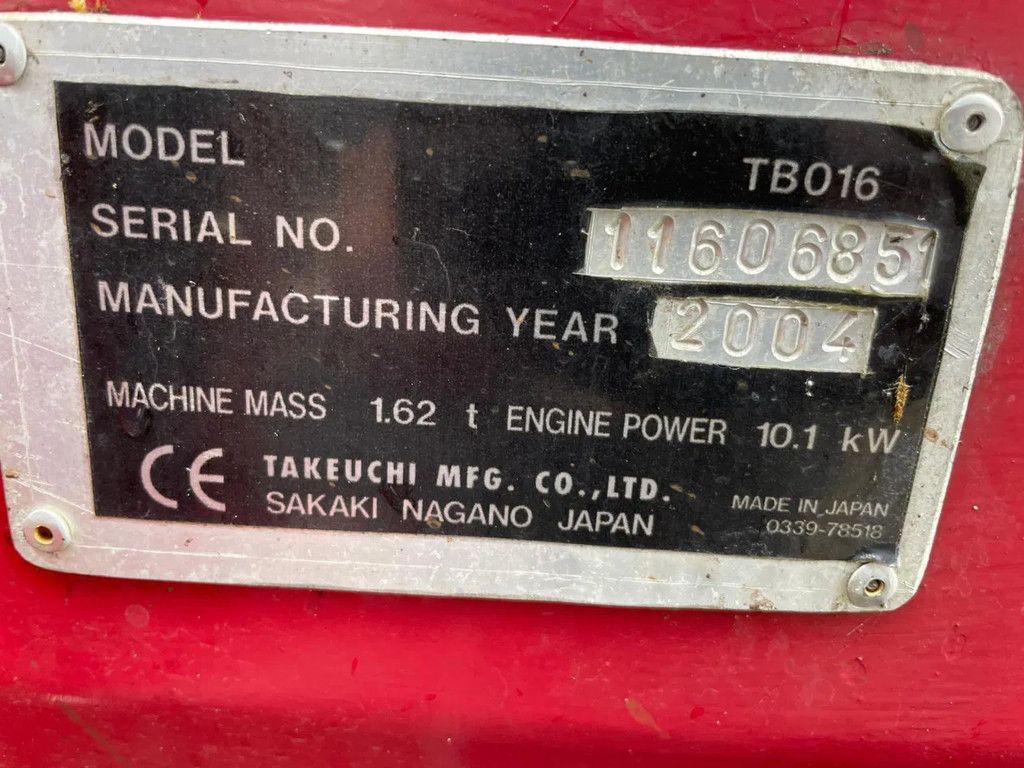 MODEL TB016
SERIAL NO. 11606851
MANUFACTURING YEAR 2004
MACHINE MASS 1.62 t ENGINE POWER 10.1 kW
CE TAKEUCHI MFG. CO.,LTD.
SAKAKI NAGANO JAPAN
MADE IN JAPAN
0339-78518